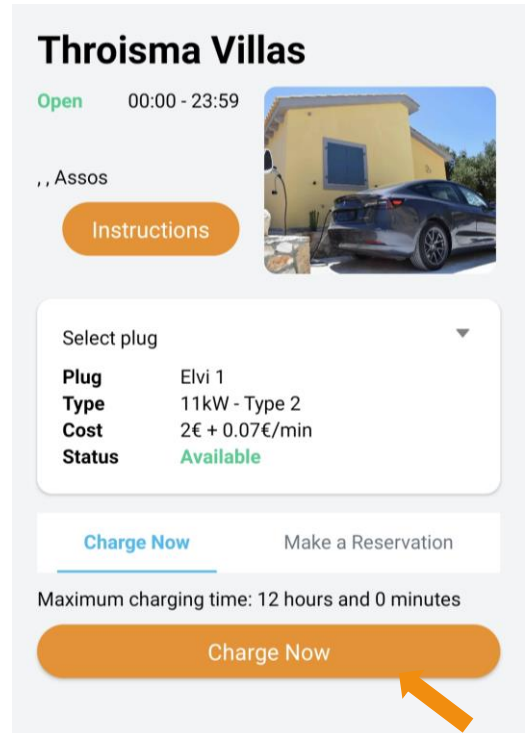 Throisma Villas
Open 00:00 - 23:59
, , Assos
Instructions
Select plug
Plug Elvi 1
Type 11kW - Type 2
Cost 2€ + 0.07€/min
Status Available
Charge Now Make a Reservation
Maximum charging time: 12 hours and 0 minutes
Charge Now